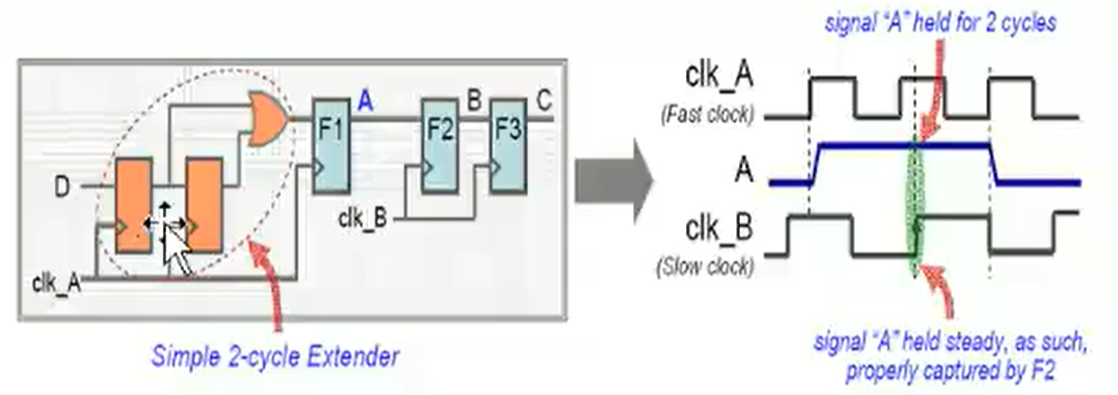 signal "A" held for 2 cycles
clk_A
(Fast clock)
A
B
C
F1
F2
F3
D
clk_B
clk_A
A
clk_B
(Slow clock)
Simple 2-cycle Extender
signal "A" held steady, as such,
properly captured by F2